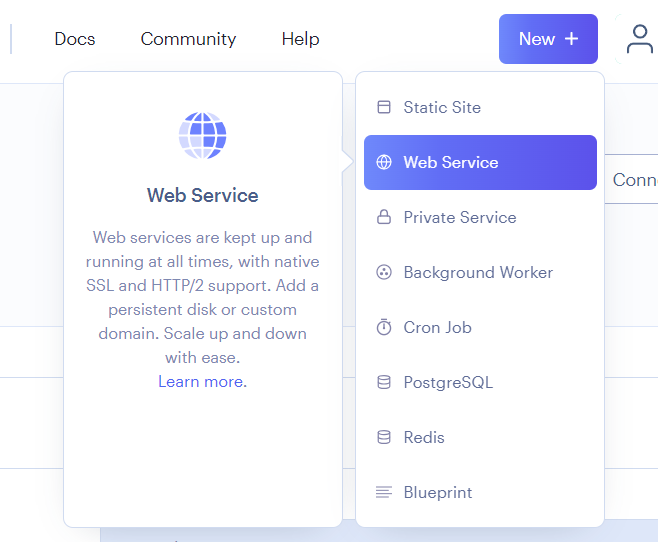 Docs
Community
Help
New +
Web Service
Web services are kept up and
running at all times, with native
SSL and HTTP/2 support. Add a
persistent disk or custom
domain. Scale up and down
with ease.
Learn more.
Static Site
Web Service
Private Service
Background Worker
Cron Job
PostgreSQL
Redis
Blueprint
Conn